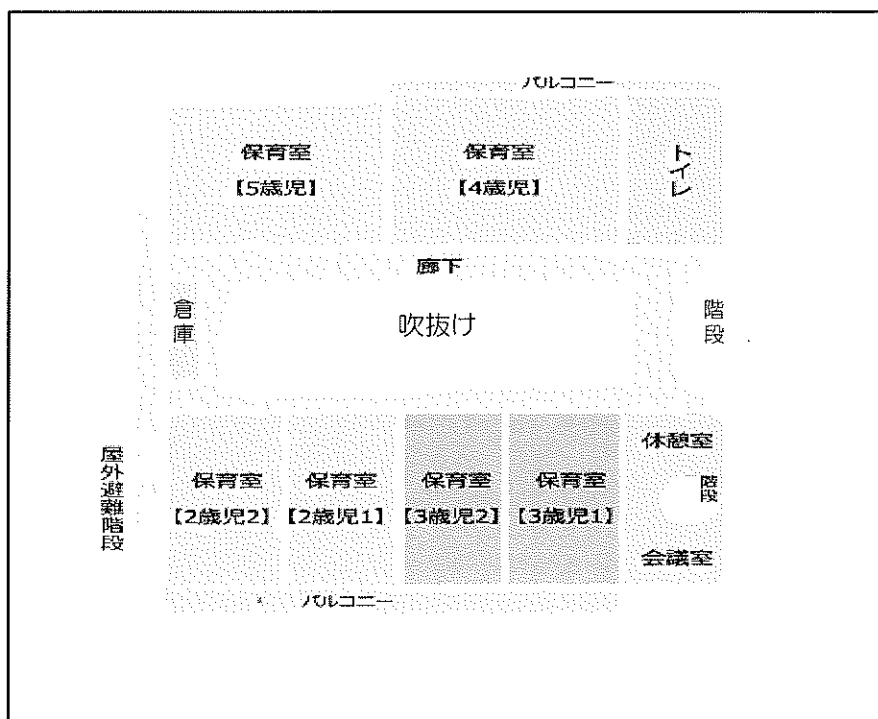 バルコニー
保育室
【5歳児】
保育室
【4歳児】
トイレ
廊下
倉庫
吹抜け
階段
屋外避難階段
保育室
【2歳児2】
保育室
【2歳児1】
保育室
【3歳児2】
保育室
【3歳児1】
休憩室
階段
会議室
バルコニー